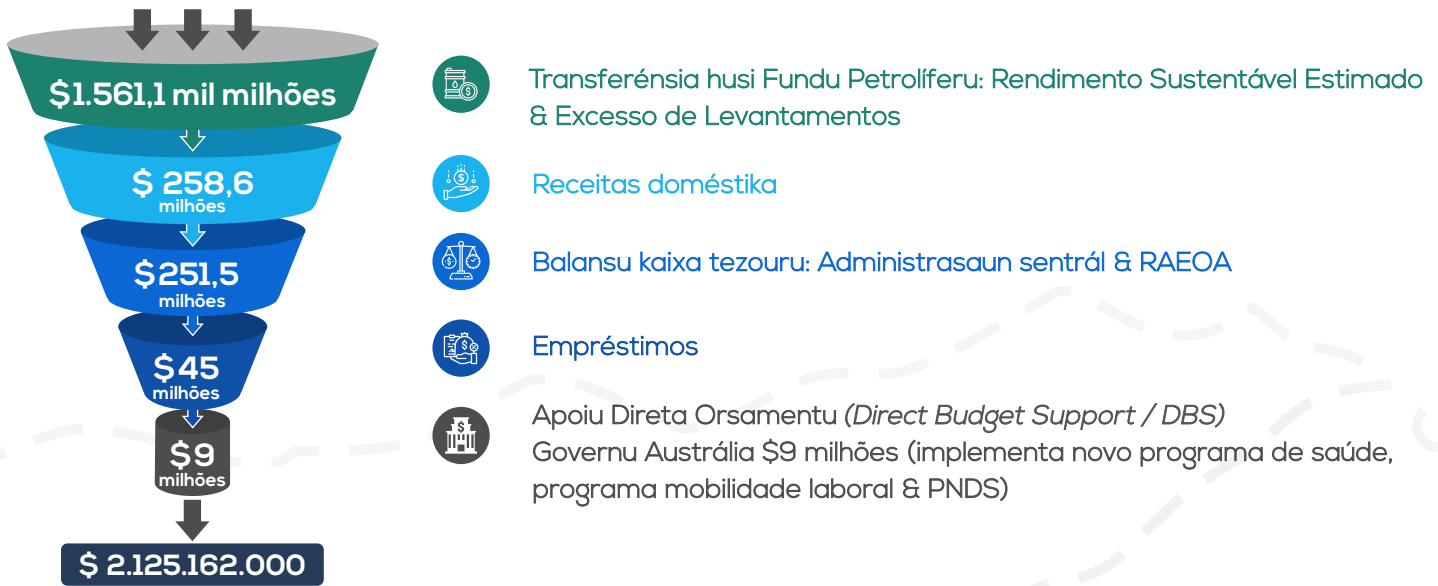 $1.561,1 mil milhões
Transferénsia husi Fundu Petrolíferu: Rendimento Sustentável Estimado
& Excesso de Levantamentos
$ 258,6
milhões
Receitas doméstika
$251,5
milhões
Balansu kaixa tezouru: Administrasaun sentrál & RAEOA
$45
milhões
Empréstimos
$9
milhões
Apoiu Direta Orsamentu (Direct Budget Support / DBS)
Governu Austrália $9 milhões (implementa novo programa de saúde,
programa mobilidade laboral & PNDS)
$ 2.125.162.000